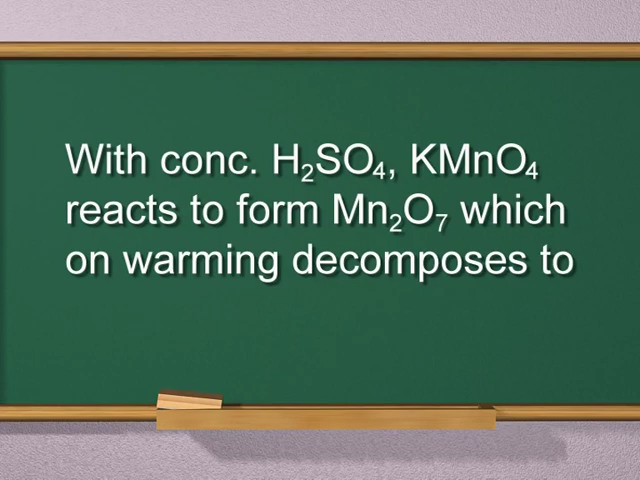 With conc. H₂SO₄, KMnO₄
reacts to form Mn₂O₇ which
on warming decomposes to